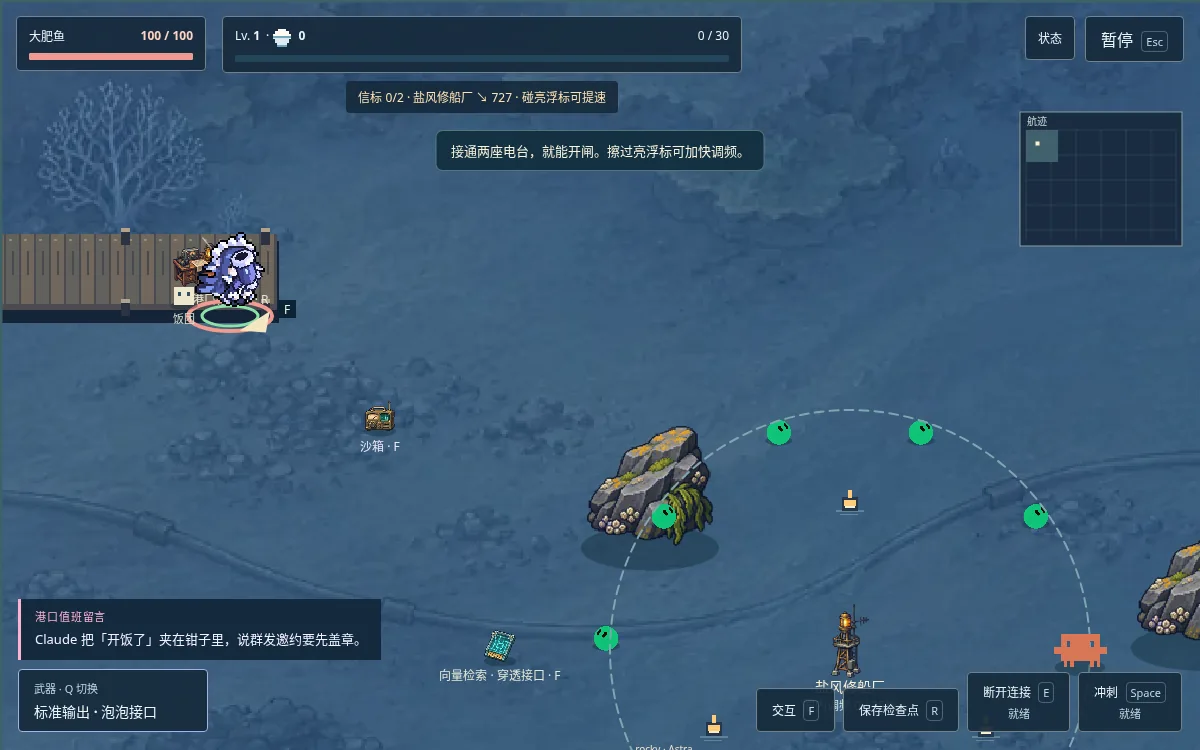 大肥鱼 100 / 100
Lv. 1 · 0 0 / 30
状态
暂停 Esc
信标 0/2 · 盐风修船厂 ↘ 727 · 碰亮浮标可提速
航迹
接通两座电台，就能开闸。擦过亮浮标可加快调频。
F
饭团
沙箱 · F
港口值班留言
Claude 把「开饭了」夹在钳子里，说群发邀约要先盖章。
向量检索 · 穿透接口 · F
盐风修船厂
武器 · Q 切换
标准输出 · 泡泡接口
交互 F
保存检查点 R
断开连接 E
就绪
冲刺 Space
就绪
rocky · Astra